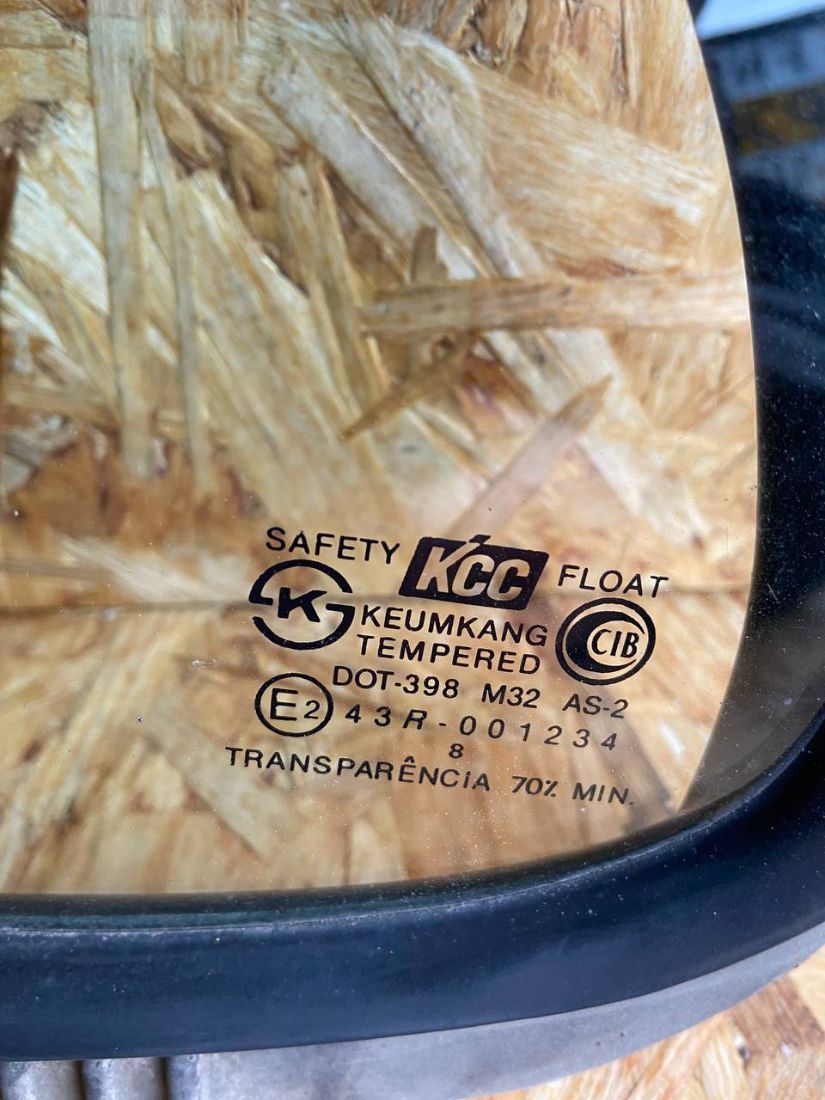 SAFETY KCC FLOAT
K KEUMKANG CIB
TEMPERED
DOT-398 M32 AS-2
E2 43R-001234
8
TRANSPARÊNCIA 70% MIN.